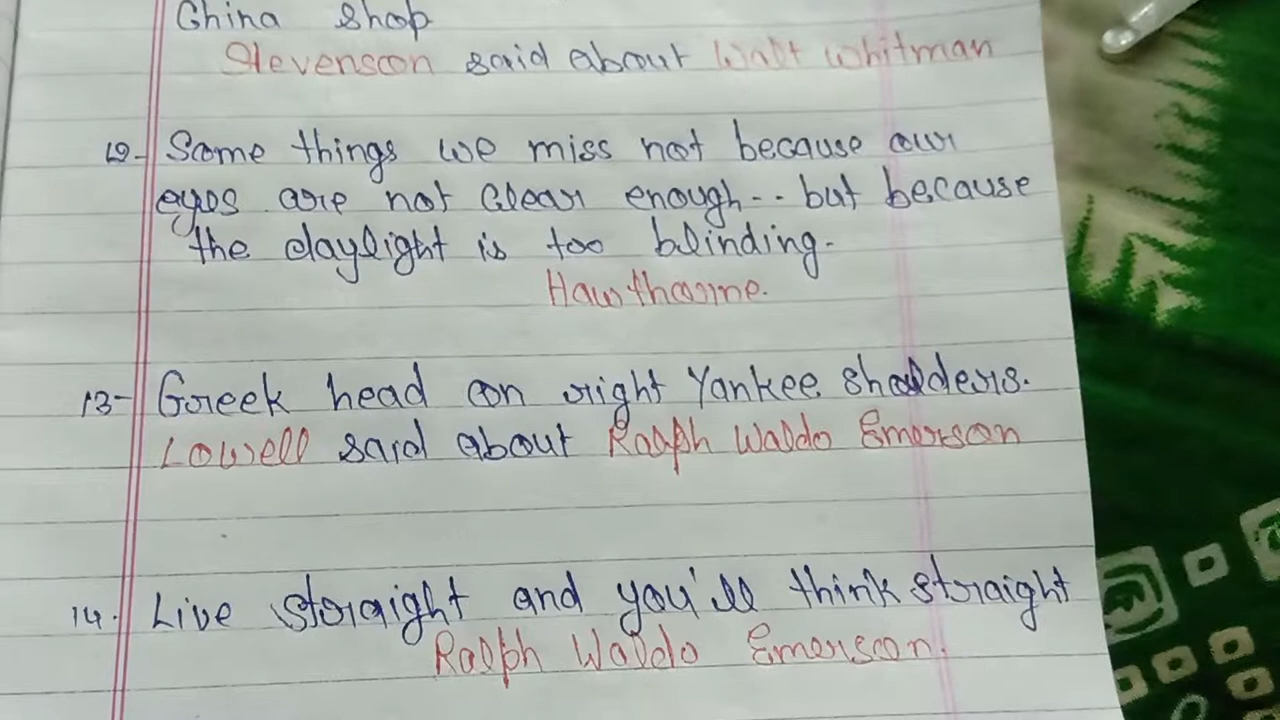 China shop
Stevenson said about Walt Whitman
12- Some things we miss not because our
eyes are not clear enough-- but because
the daylight is too blinding.
Hawthorne.
13- Greek head on right Yankee sholders.
Lowell said about Ralph Waldo Emerson
14. Live straight and you'll think straight
Ralph Waldo Emerson.